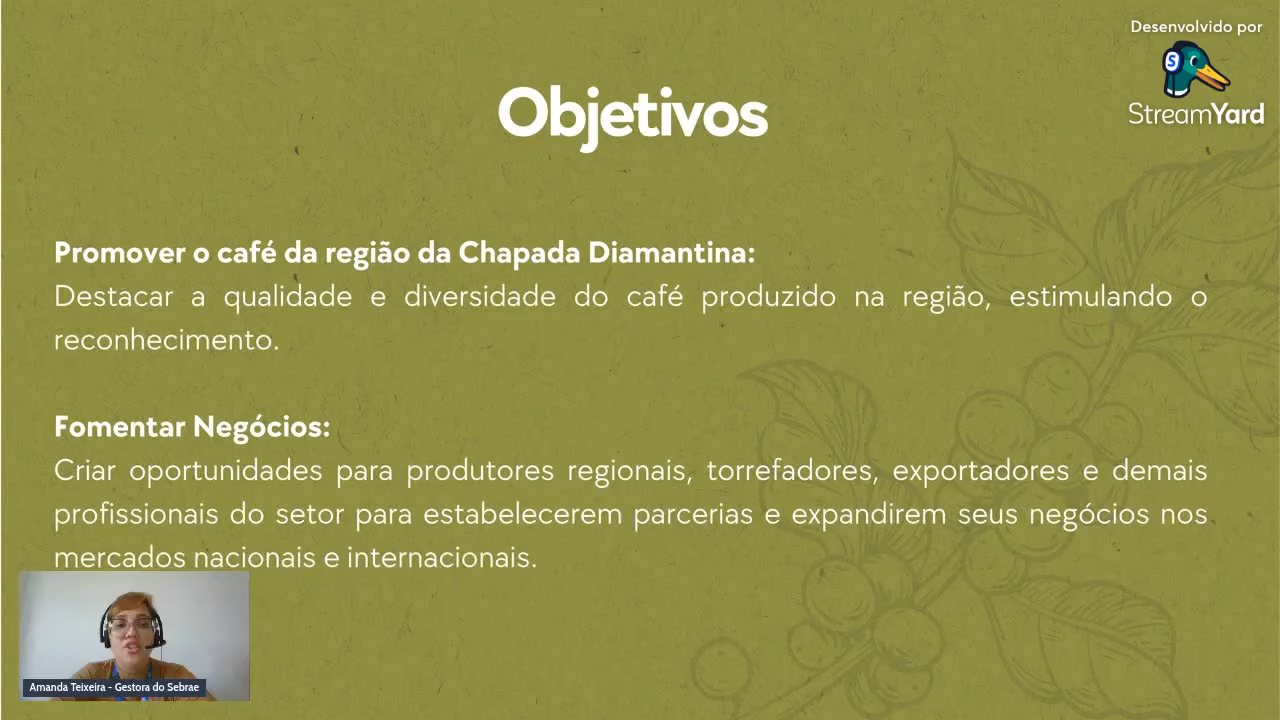 Desenvolvido por
S
StreamYard
Objetivos
Promover o café da região da Chapada Diamantina:
Destacar a qualidade e diversidade do café produzido na região, estimulando o
reconhecimento.
Fomentar Negócios:
Criar oportunidades para produtores regionais, torrefadores, exportadores e demais
profissionais do setor para estabelecerem parcerias e expandirem seus negócios nos
mercados nacionais e internacionais.
Amanda Teixeira - Gestora do Sebrae